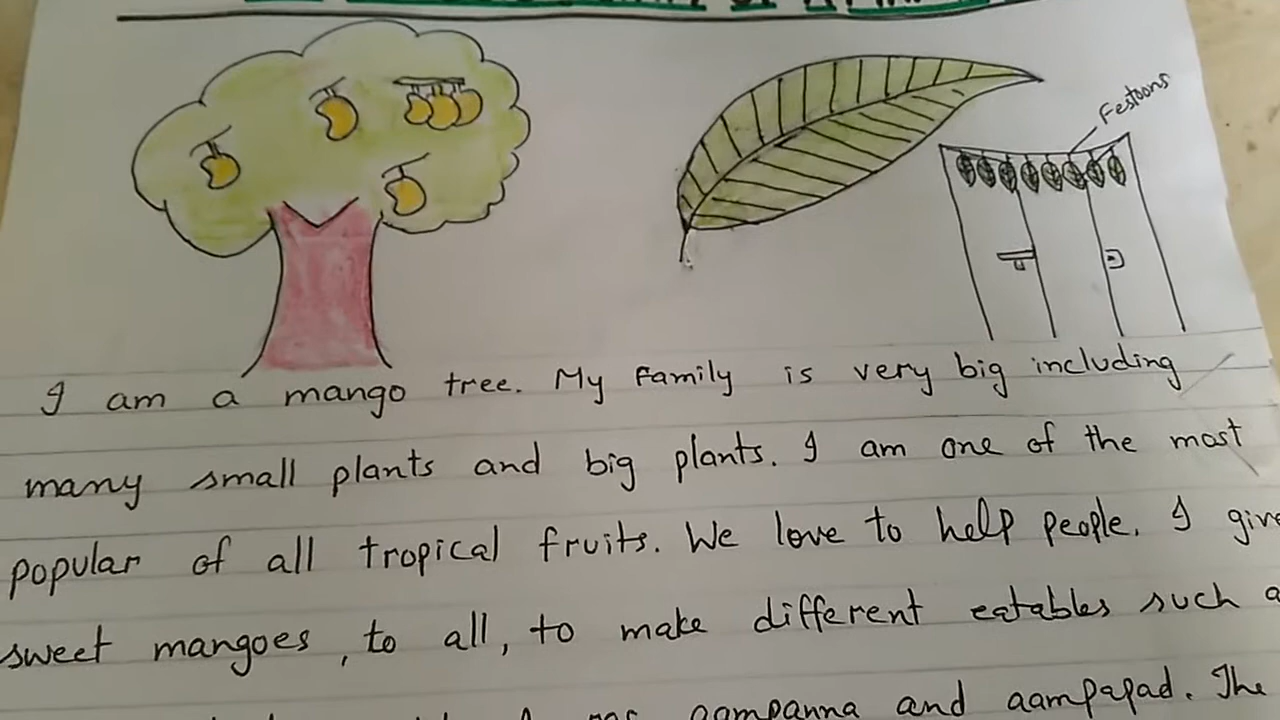 Festoons
I am a mango tree. My family is very big including
many small plants and big plants. I am one of the most
popular of all tropical fruits. We love to help people. I give
sweet mangoes, to all, to make different eatables such
aampanna and aampapad. The